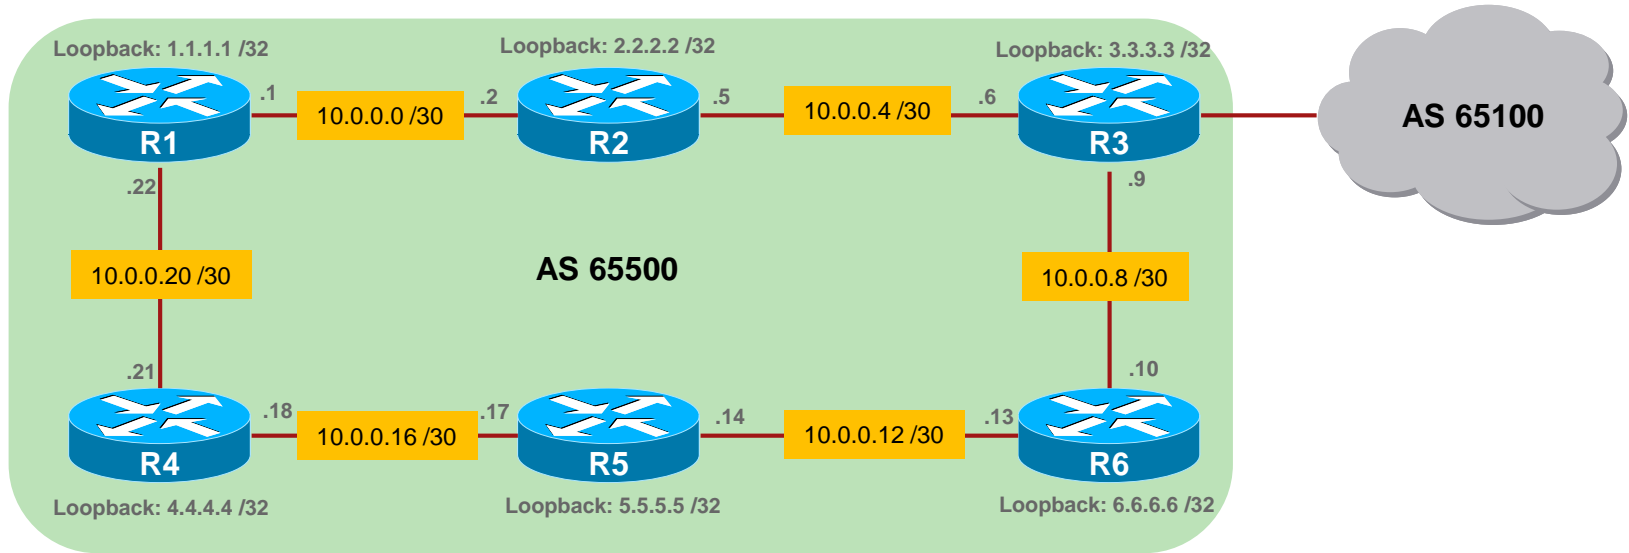 Loopback: 1.1.1.1 /32
Loopback: 2.2.2.2 /32
Loopback: 3.3.3.3 /32
.1
10.0.0.0 /30
.2
.5
10.0.0.4 /30
.6
AS 65100
R1
R2
R3
.22
.9
10.0.0.20 /30
AS 65500
10.0.0.8 /30
.21
.10
.18
10.0.0.16 /30
.17
.14
10.0.0.12 /30
.13
R4
R5
R6
Loopback: 4.4.4.4 /32
Loopback: 5.5.5.5 /32
Loopback: 6.6.6.6 /32